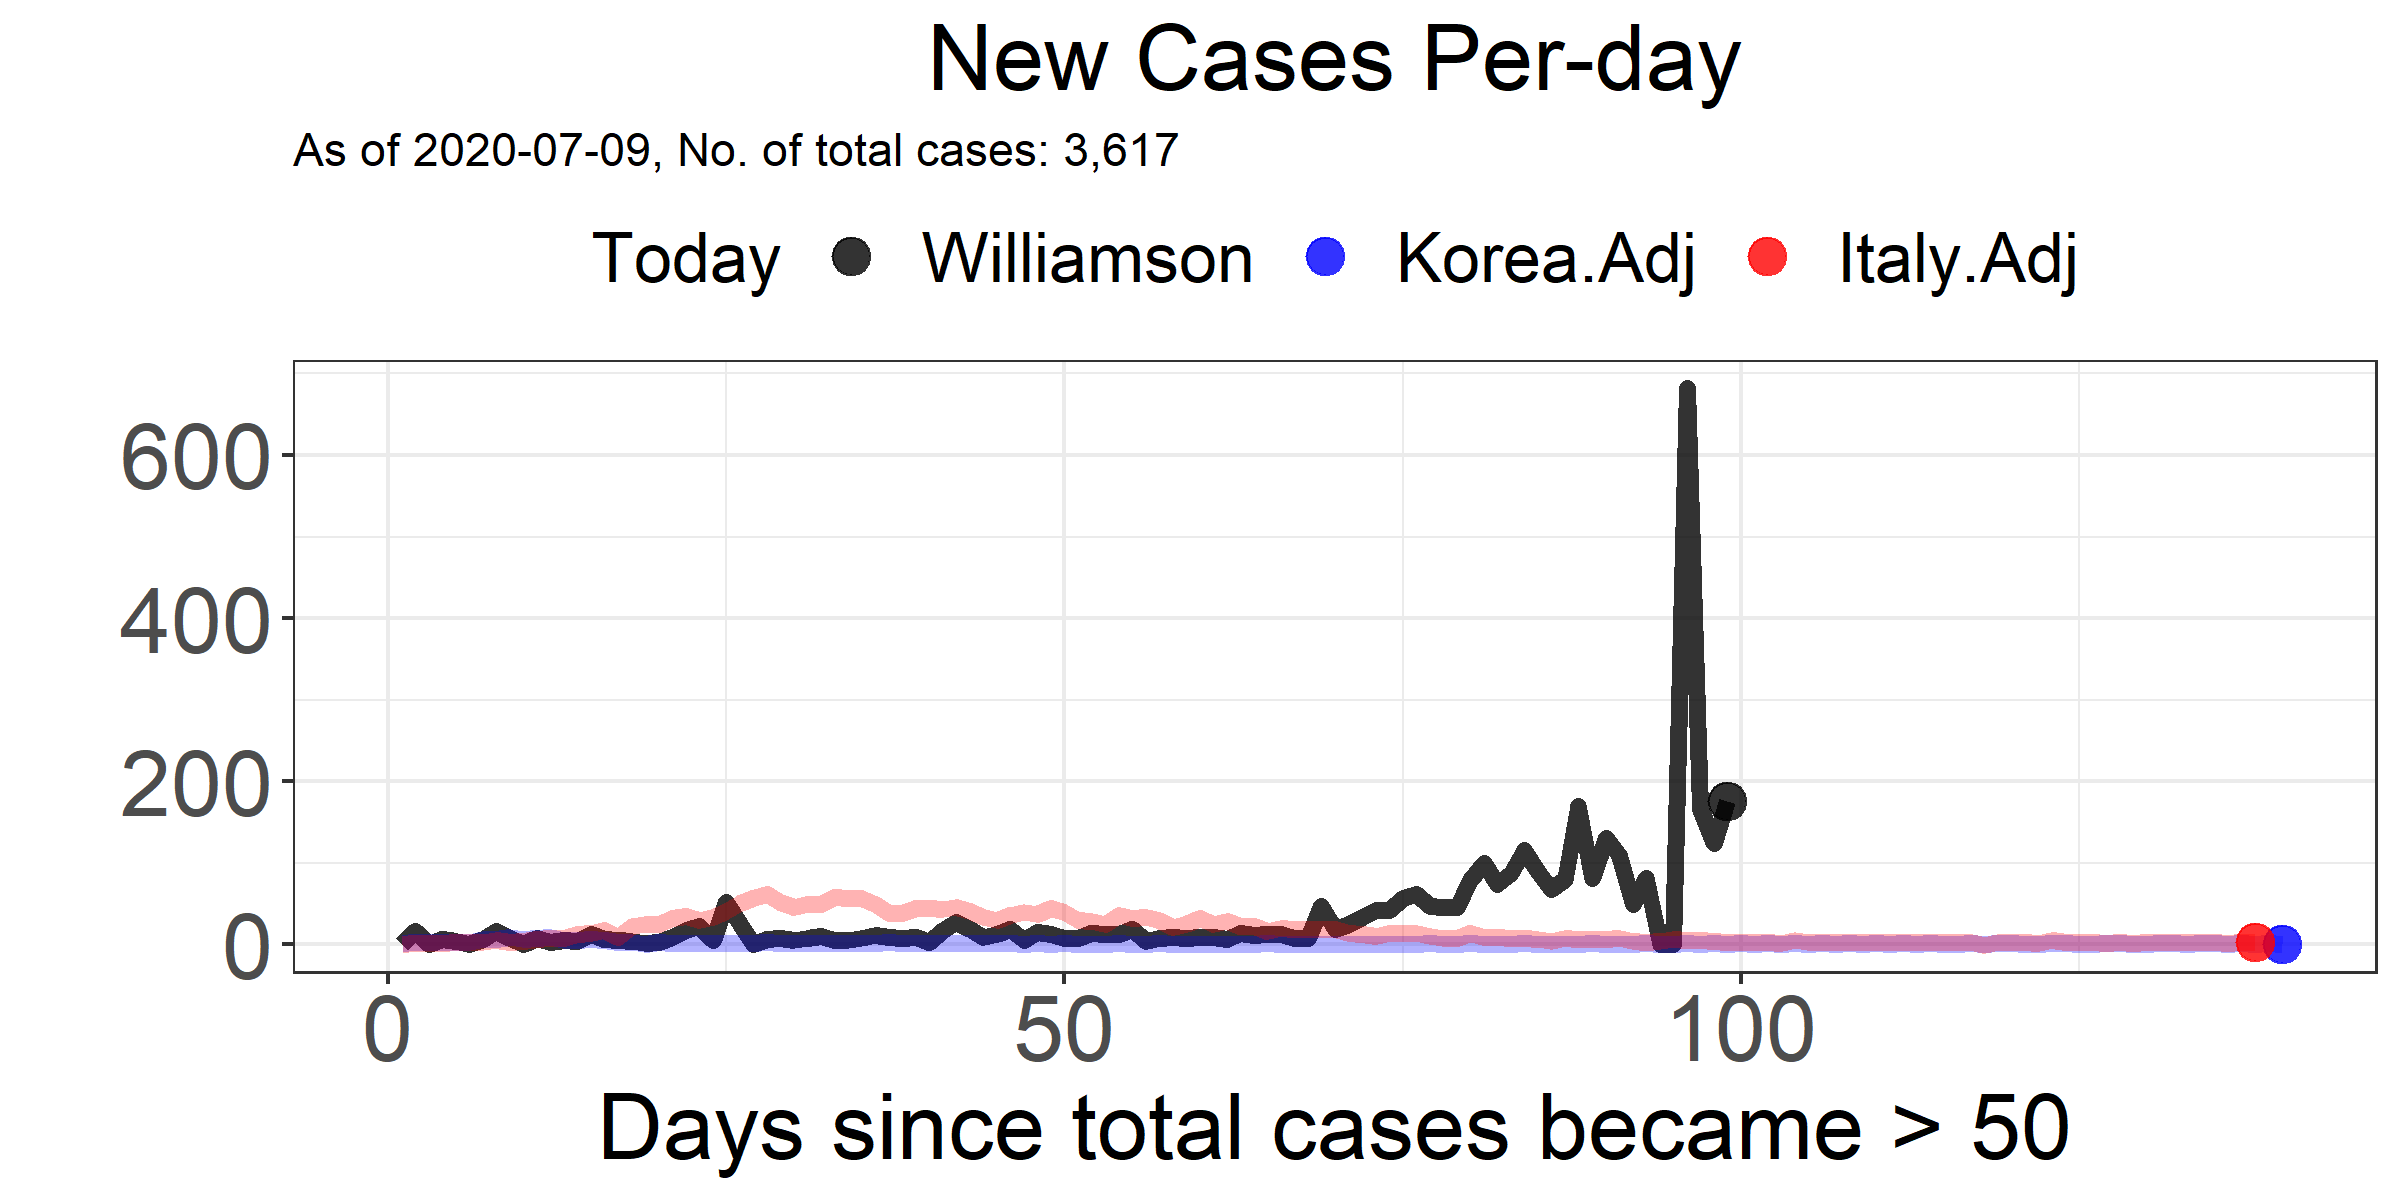 New Cases Per-day
As of 2020-07-09, No. of total cases: 3,617
Today Williamson Korea.Adj Italy.Adj
600
400
200
0
0 50 100
Days since total cases became > 50